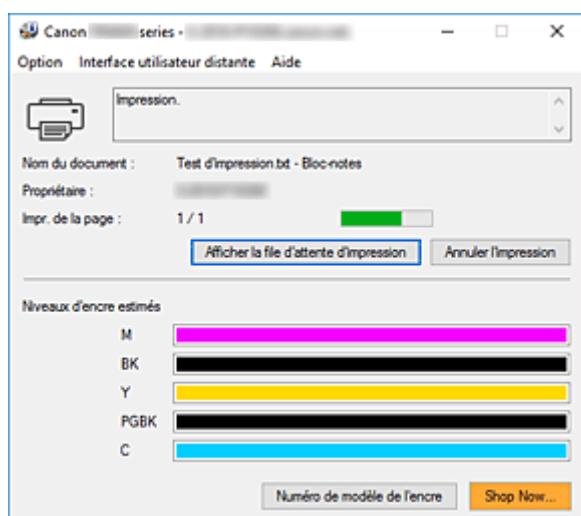 Canon series -
Option Interface utilisateur distante Aide
Impression.
Nom du document : Test d'impression.txt - Bloc-notes
Propriétaire :
Impr. de la page : 1 / 1
Afficher la file d'attente d'impression Annuler l'impression
Niveaux d'encre estimés
M
BK
Y
PGBK
C
Numéro de modèle de l'encre Shop Now...